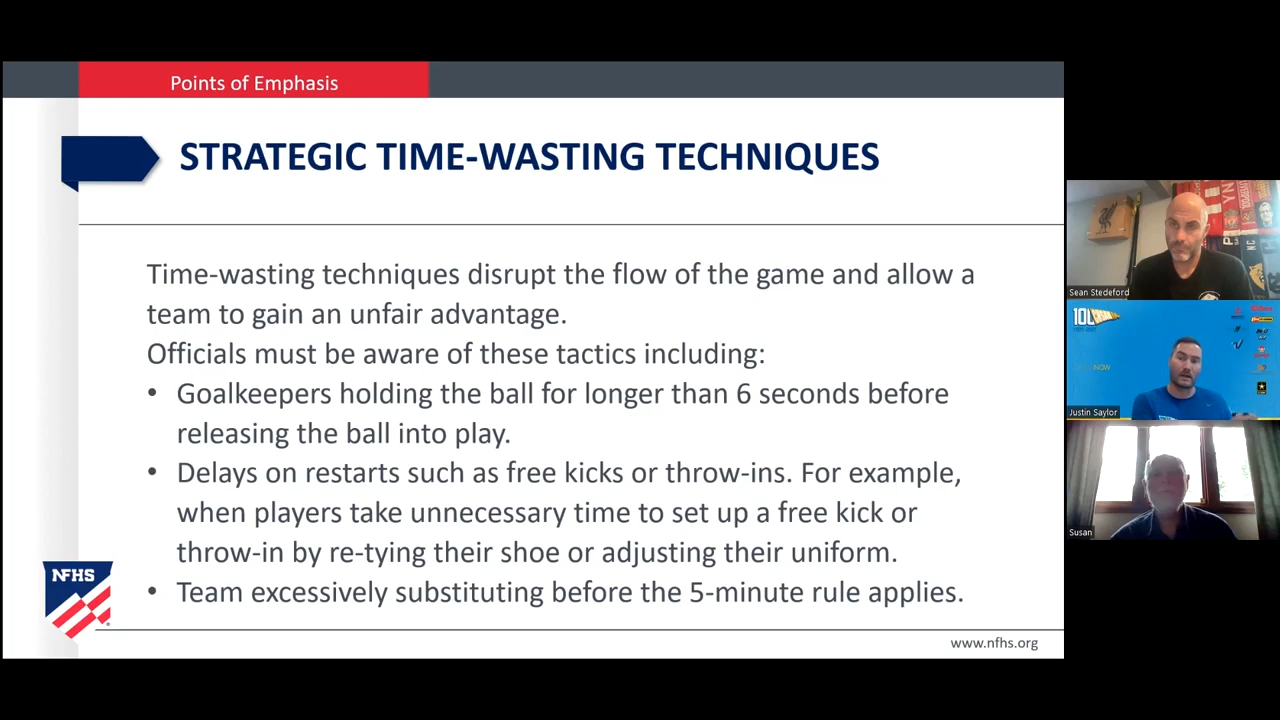 Points of Emphasis
STRATEGIC TIME-WASTING TECHNIQUES
Time-wasting techniques disrupt the flow of the game and allow a
team to gain an unfair advantage.
Officials must be aware of these tactics including:
• Goalkeepers holding the ball for longer than 6 seconds before
releasing the ball into play.
• Delays on restarts such as free kicks or throw-ins. For example,
when players take unnecessary time to set up a free kick or
throw-in by re-tying their shoe or adjusting their uniform.
• Team excessively substituting before the 5-minute rule applies.
NFHS
www.nfhs.org
Sean Stedeford
10L
NOW
Justin Saylor
Susan